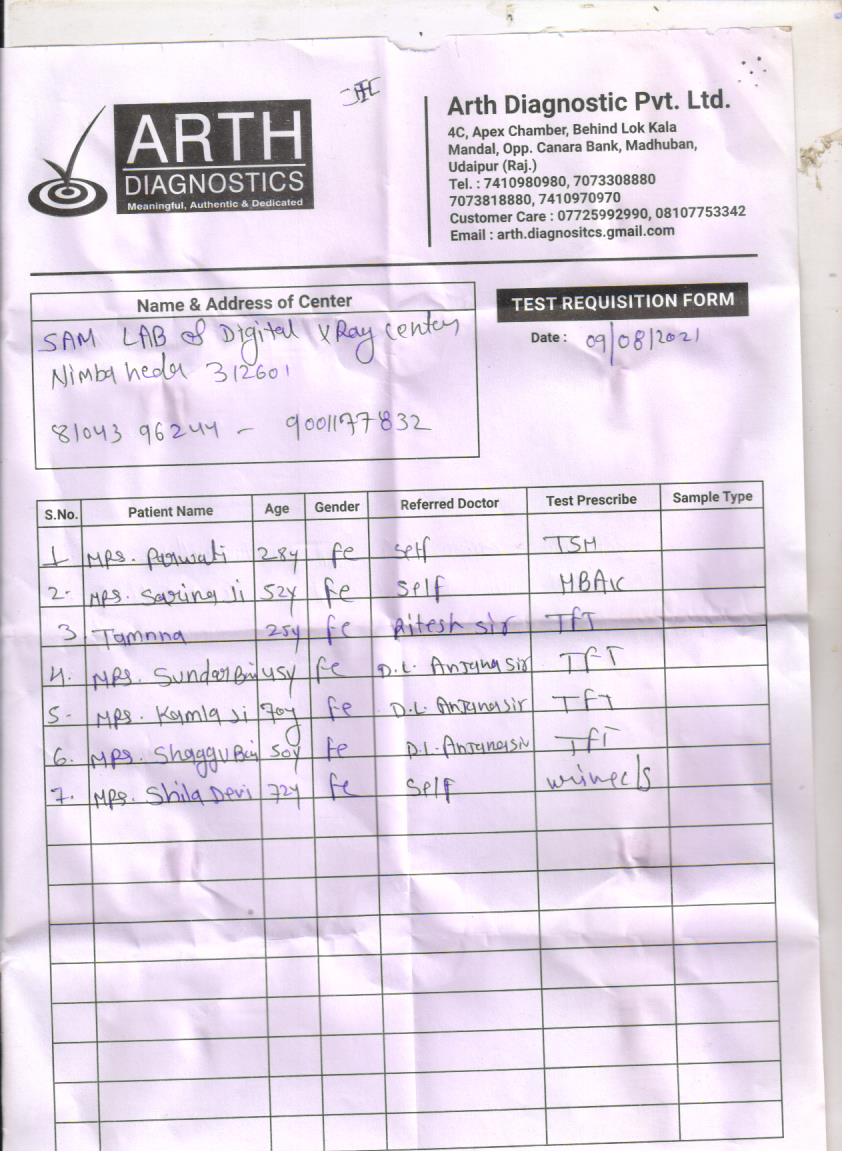 ARTH
DIAGNOSTICS
Meaningful, Authentic & Dedicated
Arth Diagnostic Pvt. Ltd.
4C, Apex Chamber, Behind Lok Kala
Mandal, Opp. Canara Bank, Madhuban,
Udaipur (Raj.)
Tel. : 7410980980, 7073308880
7073818880, 7410970970
Customer Care : 07725992990, 08107753342
Email : arth.diagnositcs.gmail.com
Name & Address of Center
SAM LAB & Digital XRay center
Nimbaheda 312601
81043 96244 - 9001177832
TEST REQUISITION FORM
Date : 09/08/2021
S.No. Patient Name Age Gender Referred Doctor Test Prescribe Sample Type
1 MRS. Parwati 28y fe self TSH
2. MRS. Sarina Ji 52y fe self HBA1C
3 Tamnna 25y fe Ritesh sir TFT
4. MRS. Sundar Bai 45y fe D.L. Anjana sir TFT
5- MRS. Kamla Ji 70y fe D.L. Anjana sir TFT
6. MRS. Shaggu Bai 50y fe D.L. Anjana sir TFT
7. MRS. Shila Devi 72y fe self urine c/s